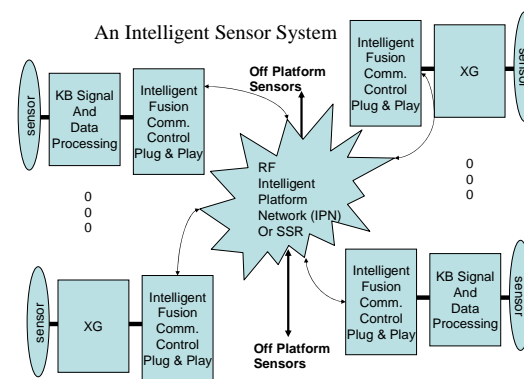 An Intelligent Sensor System
sensor
KB Signal
And
Data
Processing
Intelligent
Fusion
Comm.
Control
Plug & Play
Off Platform
Sensors
Intelligent
Fusion
Comm.
Control
Plug & Play
XG
sensor
0
0
0
RF
Intelligent
Platform
Network (IPN)
Or SSR
0
0
0
sensor
XG
Intelligent
Fusion
Comm.
Control
Plug & Play
Off Platform
Sensors
Intelligent
Fusion
Comm.
Control
Plug & Play
KB Signal
And
Data
Processing
sensor